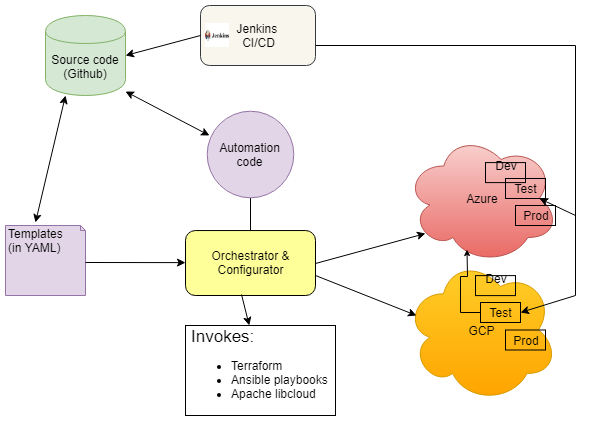 Jenkins
Jenkins
CI/CD
Source code
(Github)
Automation
code
Templates
(in YAML)
Orchestrator &
Configurator
Invokes:
Terraform
Ansible playbooks
Apache libcloud
Dev
Test
Azure
Prod
Dev
Test
GCP
Prod